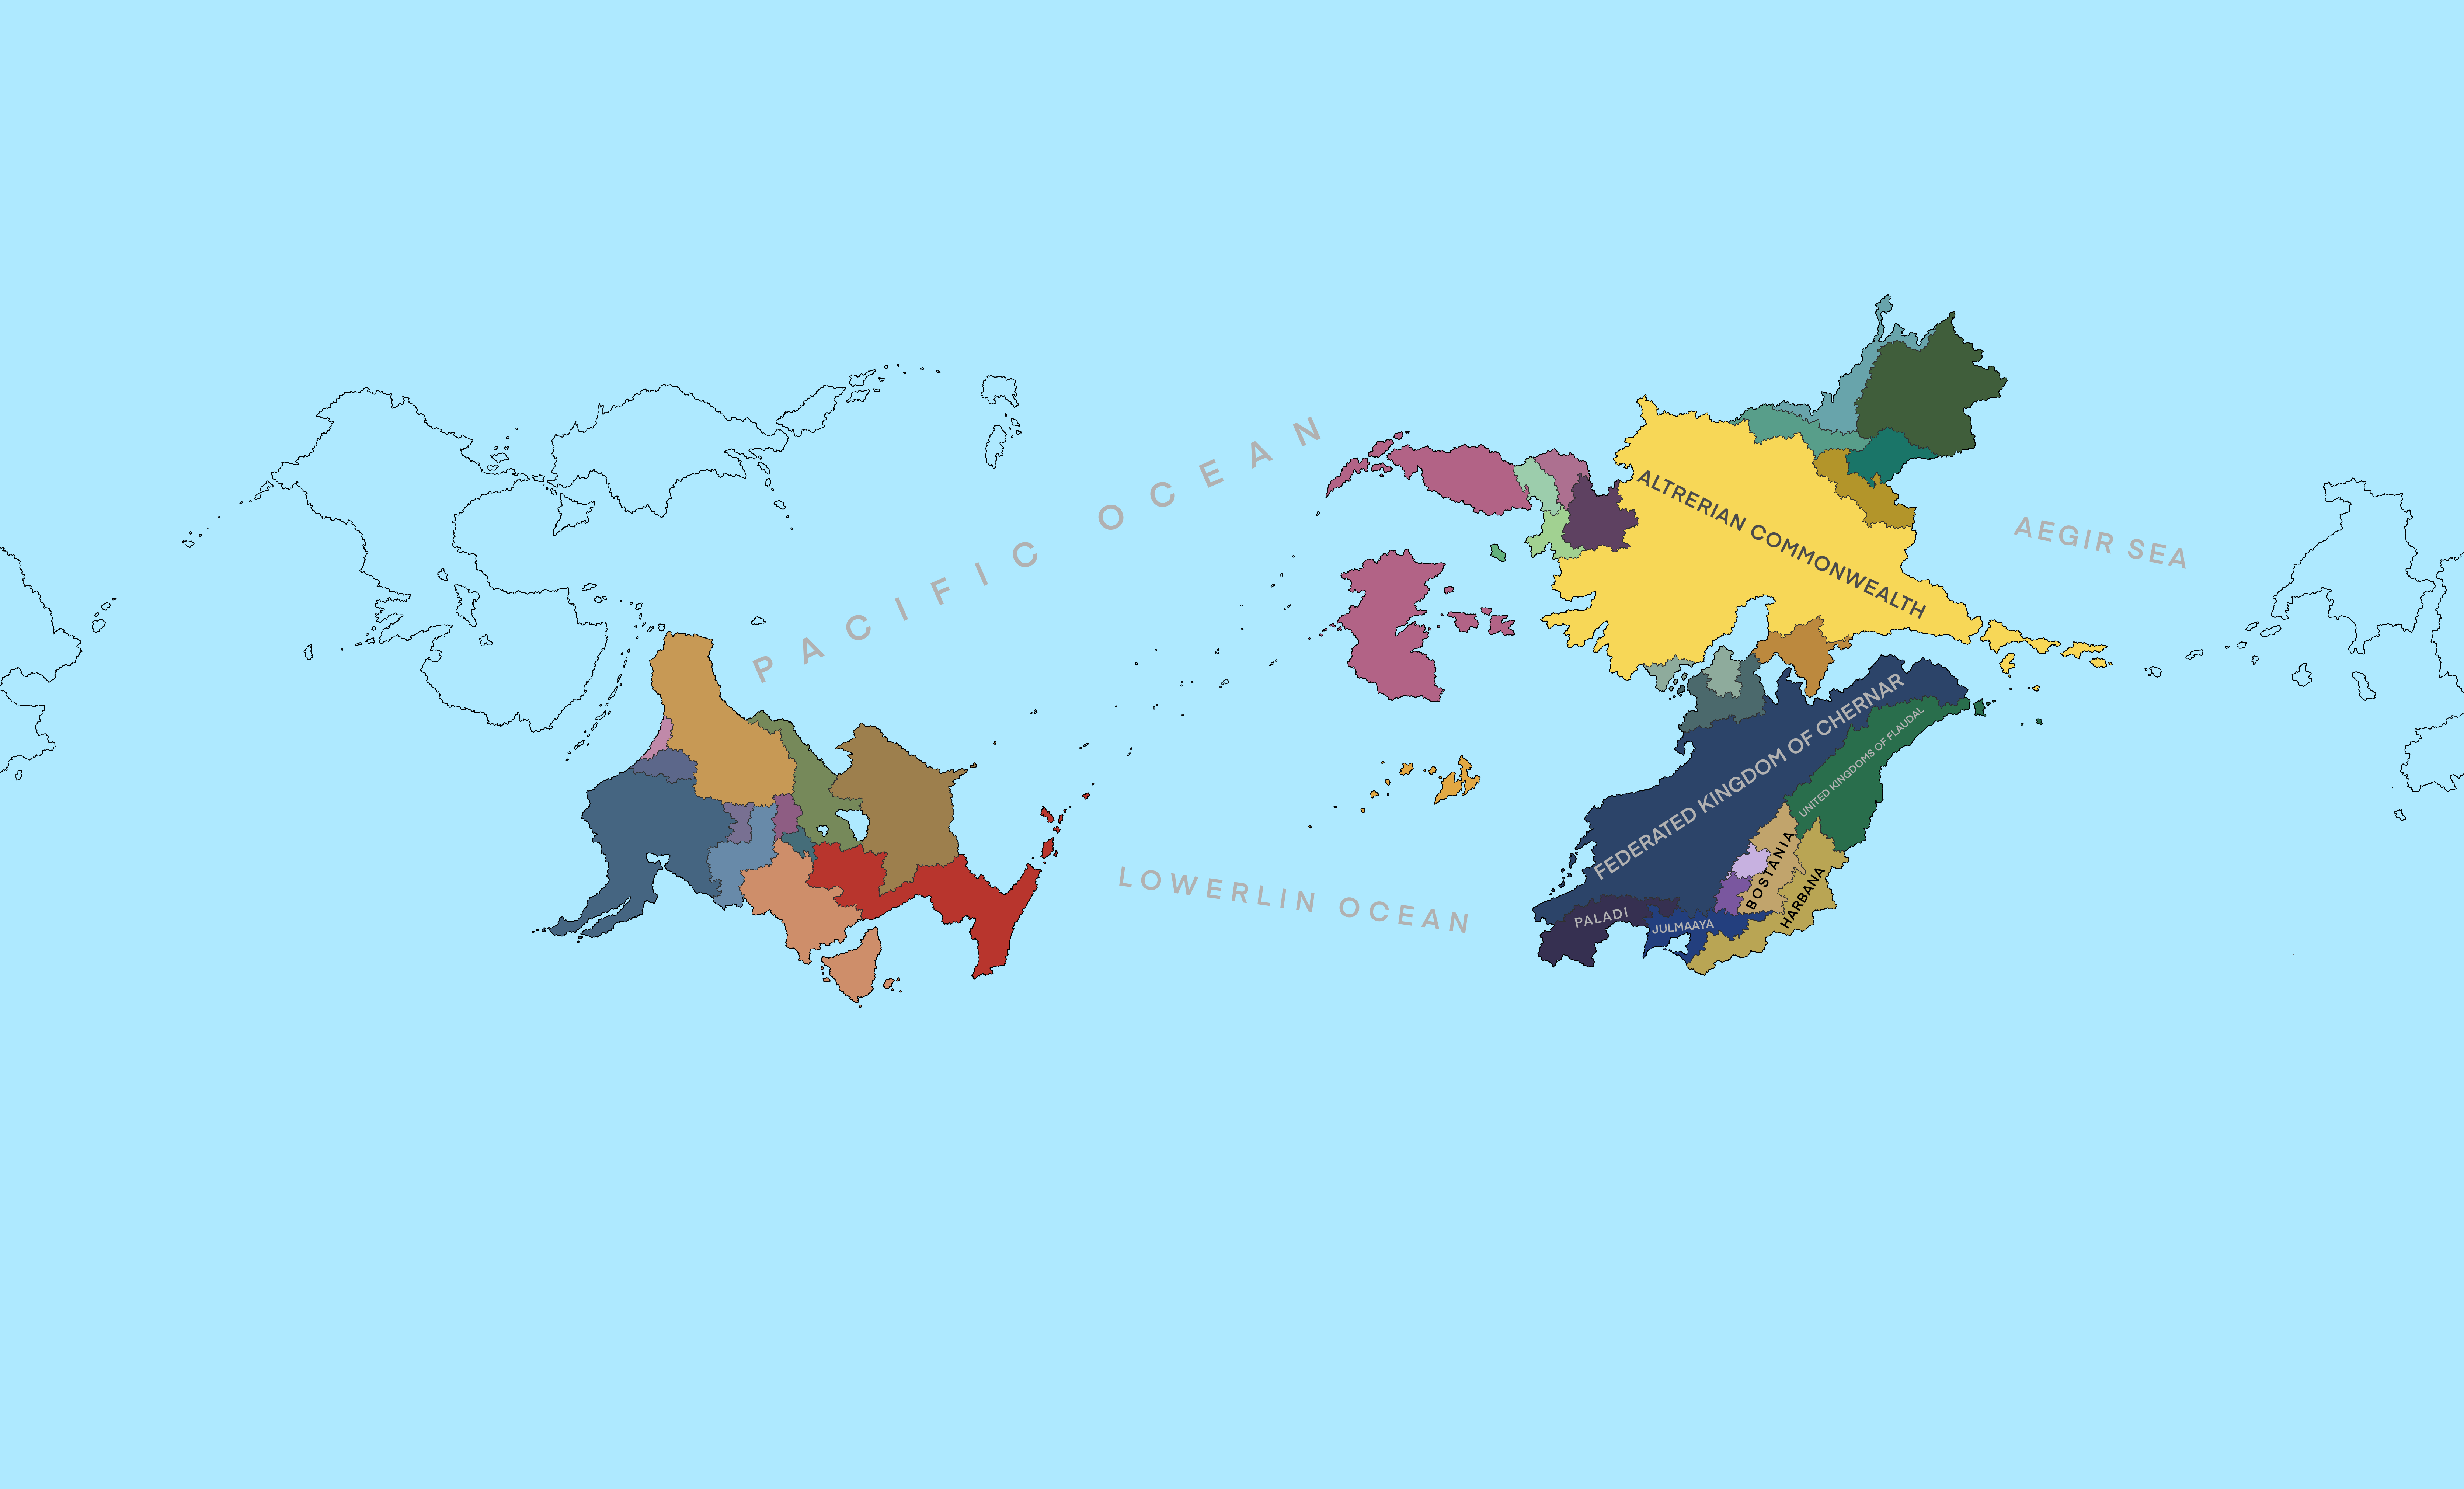 PACIFIC OCEAN
ALTRERIAN COMMONWEALTH
AEGIR SEA
FEDERATED KINGDOM OF CHERNAR
UNITED KINGDOMS OF FLAUDAL
LOWERLIN OCEAN
BOSTANIA
HARBANA
PALADI
JULMAAYA